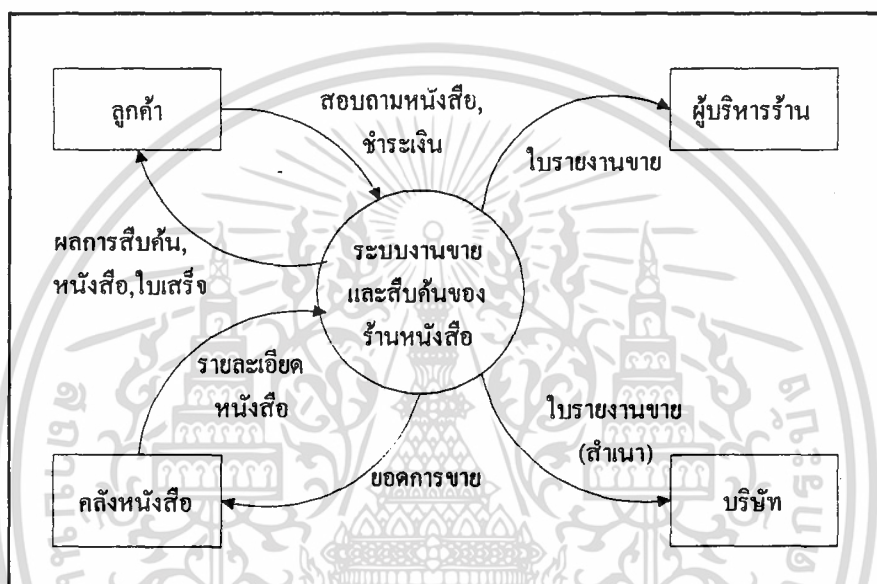 ลูกค้า
สอบถามหนังสือ,
ชำระเงิน
ผู้บริหารร้าน
ใบรายงานขาย
ผลการสืบค้น,
หนังสือ,ใบเสร็จ
ระบบงานขาย
และสืบค้นของ
ร้านหนังสือ
รายละเอียด
หนังสือ
ใบรายงานขาย
(สำเนา)
ยอดการขาย
คลังหนังสือ
บริษัท